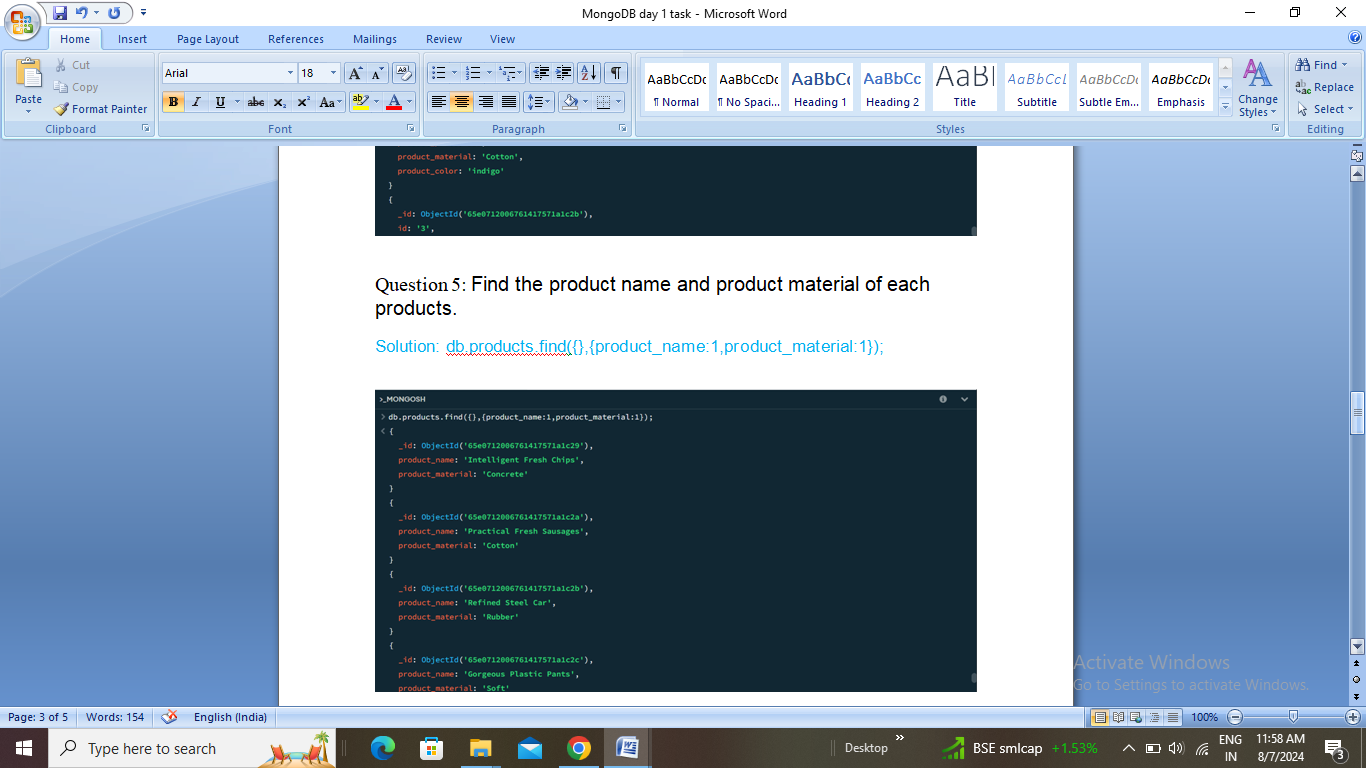 MongoDB day 1 task - Microsoft Word
Home Insert Page Layout References Mailings Review View
Paste
Cut
Copy
Format Painter
Clipboard
Arial 18
Font
Paragraph
AaBbCcDc AaBbCcDc AaBbC( AaBbCc AaB| AaBbCcL AaBbCcDc AaBbCcDc
¶ Normal ¶ No Spaci... Heading 1 Heading 2 Title Subtitle Subtle Em... Emphasis
Change Styles
Styles
Find
Replace
Select
Editing
product_material: 'Cotton',
product_color: 'indigo'
}
{
_id: ObjectId('65e0712006761417571a1c2b'),
id: '3',
Question 5: Find the product name and product material of each
products.
Solution: db.products.find({},{product_name:1,product_material:1});
>_MONGOSH
> db.products.find({},{product_name:1,product_material:1});
< {
_id: ObjectId('65e0712006761417571a1c29'),
product_name: 'Intelligent Fresh Chips',
product_material: 'Concrete'
}
{
_id: ObjectId('65e0712006761417571a1c2a'),
product_name: 'Practical Fresh Sausages',
product_material: 'Cotton'
}
{
_id: ObjectId('65e0712006761417571a1c2b'),
product_name: 'Refined Steel Car',
product_material: 'Rubber'
}
{
_id: ObjectId('65e0712006761417571a1c2c'),
product_name: 'Gorgeous Plastic Pants',
product_material: 'Soft'
Activate Windows
Go to Settings to activate Windows.
Page: 3 of 5 Words: 154 English (India) 100%
Type here to search
Desktop
BSE smlcap +1.53%
ENG
IN
11:58 AM
8/7/2024
3